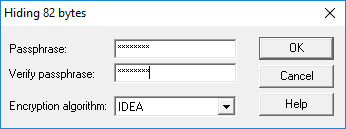 Hiding 82 bytes
Passphrase: ******** OK
Verify passphrase: ******** Cancel
Encryption algorithm: IDEA Help